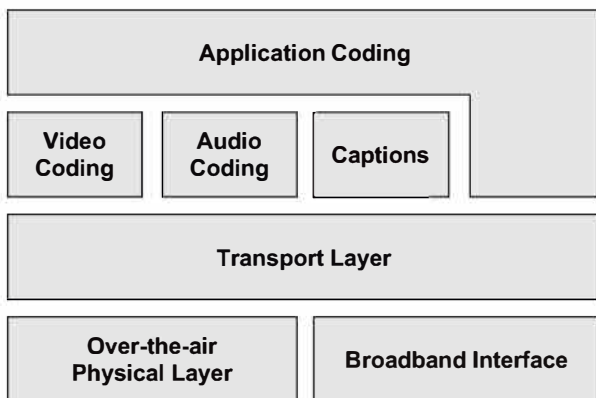 Application Coding
Video
Coding
Audio
Coding
Captions
Transport Layer
Over-the-air
Physical Layer
Broadband Interface